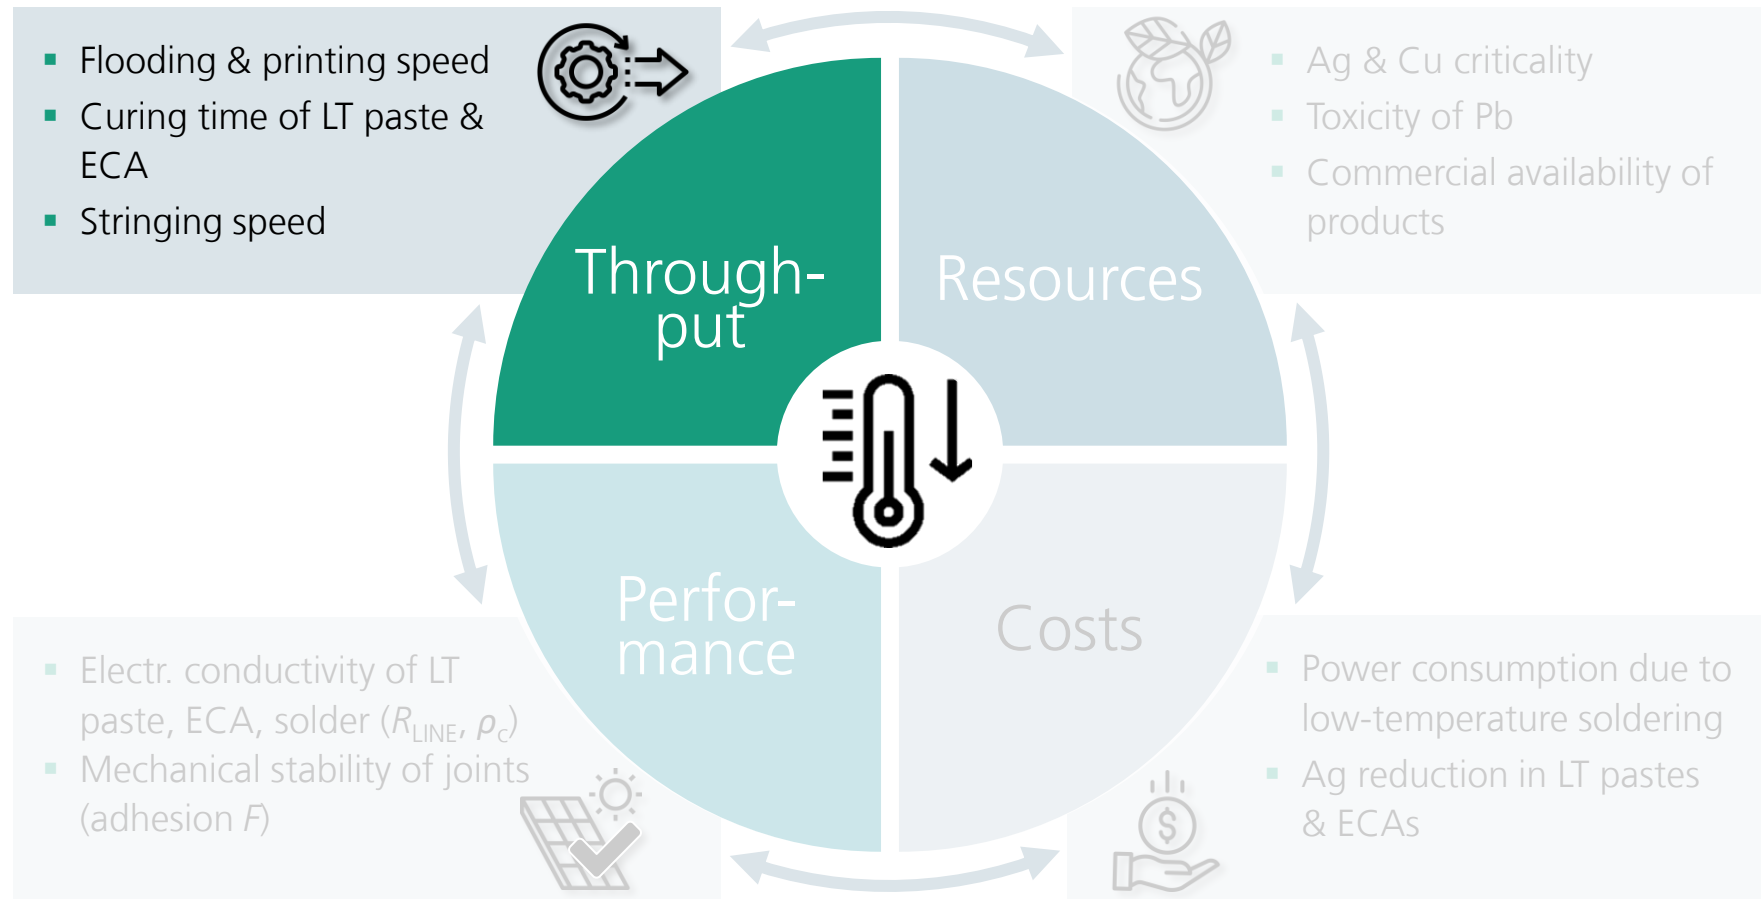 Flooding & printing speed
Curing time of LT paste &
ECA
Stringing speed
Through-
put
Resources
Ag & Cu criticality
Toxicity of Pb
Commercial availability of
products
Perfor-
mance
Costs
Electr. conductivity of LT
paste, ECA, solder (R_LINE, ρ_c)
Mechanical stability of joints
(adhesion F)
Power consumption due to
low-temperature soldering
Ag reduction in LT pastes
& ECAs
$